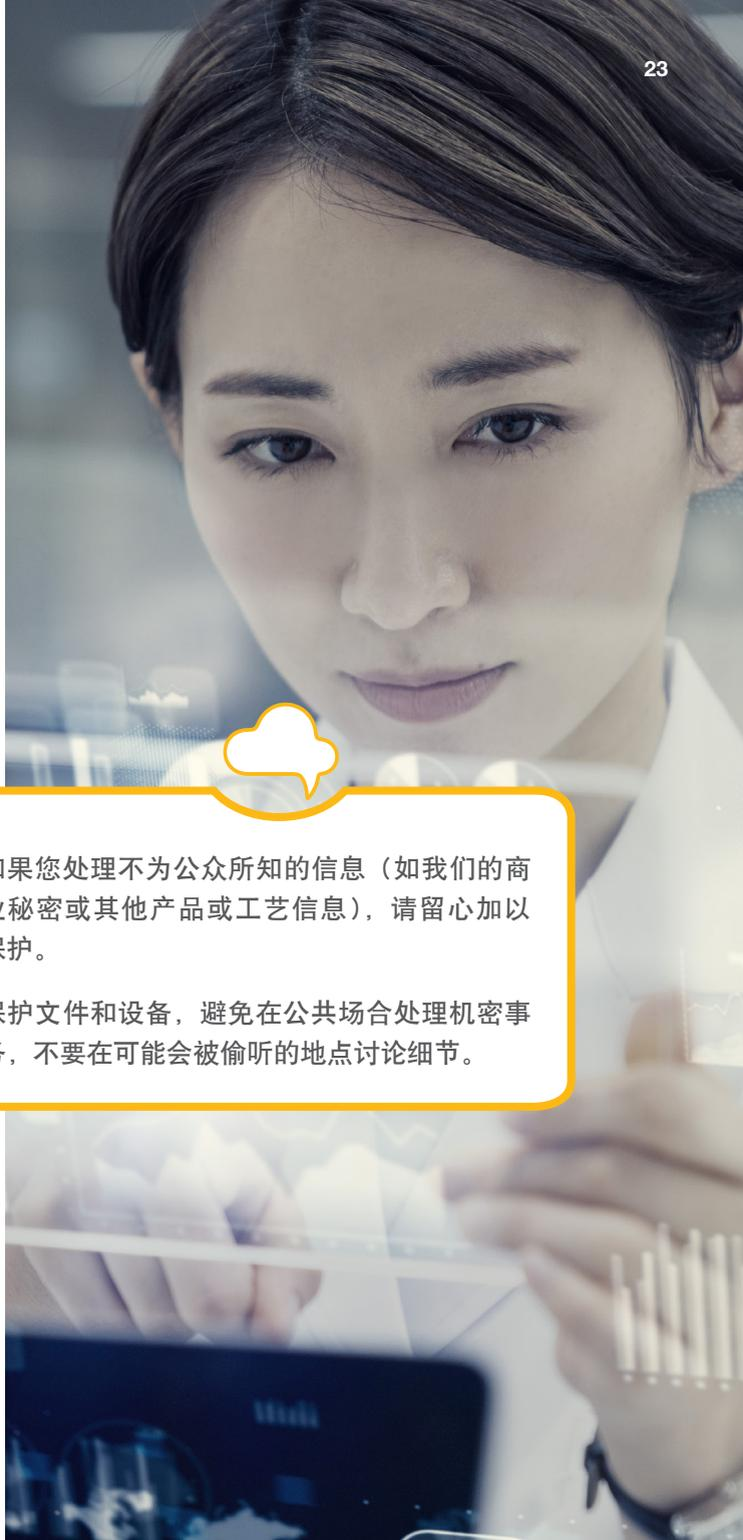 23
果您处理不为公众所知的信息（如我们的商
秘密或其他产品或工艺信息），请留心加以
护。
护文件和设备，避免在公共场合处理机密事
，不要在可能会被偷听的地点讨论细节。